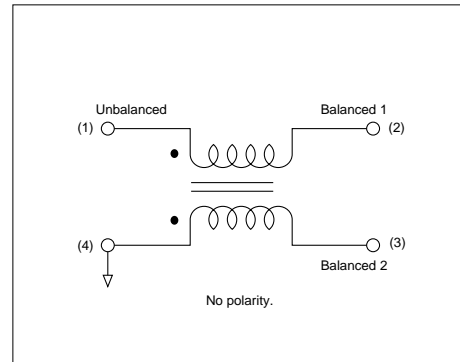 Unbalanced Balanced 1
(1) (2)
(4) (3)
Balanced 2
No polarity.